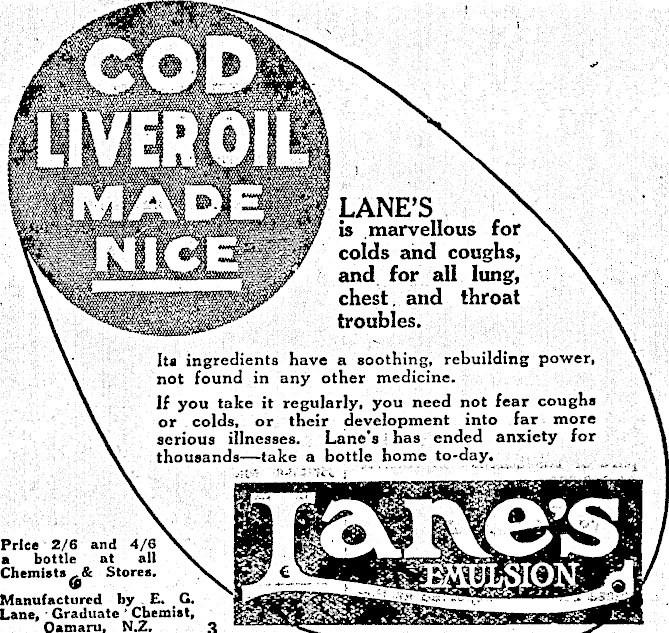 COD
LIVER OIL
MADE
NICE
LANE'S
is marvellous for
colds and coughs,
and for all lung,
chest and throat
troubles.
Its ingredients have a soothing, rebuilding power,
not found in any other medicine.
If you take it regularly, you need not fear coughs
or colds, or their development into far more
serious illnesses. Lane's has ended anxiety for
thousands—take a bottle home to-day.
Lane's
EMULSION
Price 2/6 and 4/6
a bottle at all
Chemists & Stores.
6
Manufactured by E. G.
Lane, Graduate Chemist,
Oamaru, N.Z. 3